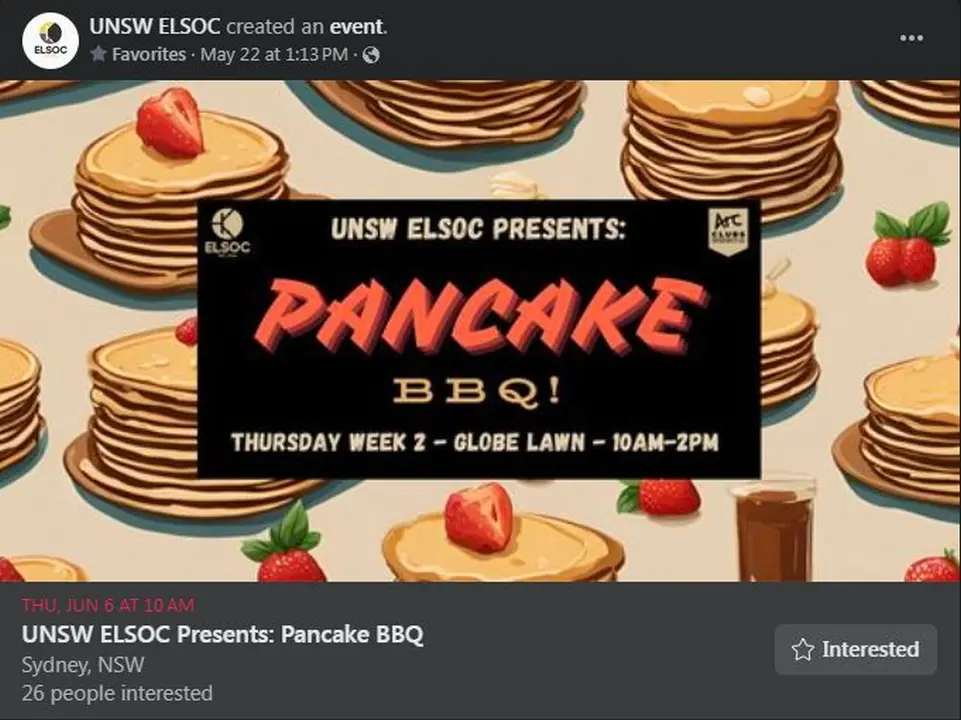 UNSW ELSOC created an event.
Favorites · May 22 at 1:13 PM ·
ELSOC
ELSOC
UNSW ELSOC PRESENTS:
Arc
CLUBS
PANCAKE
BBQ!
THURSDAY WEEK 2 - GLOBE LAWN - 10AM-2PM
THU, JUN 6 AT 10 AM
UNSW ELSOC Presents: Pancake BBQ
Sydney, NSW
26 people interested
Interested